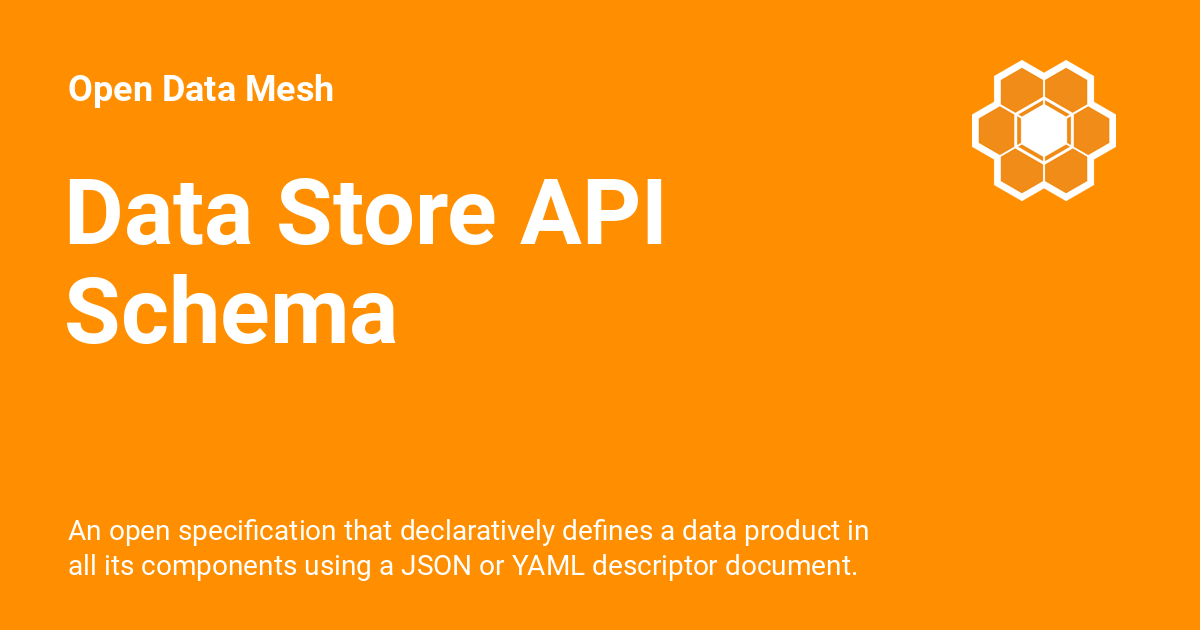 Open Data Mesh
Data Store API
Schema
An open specification that declaratively defines a data product in
all its components using a JSON or YAML descriptor document.